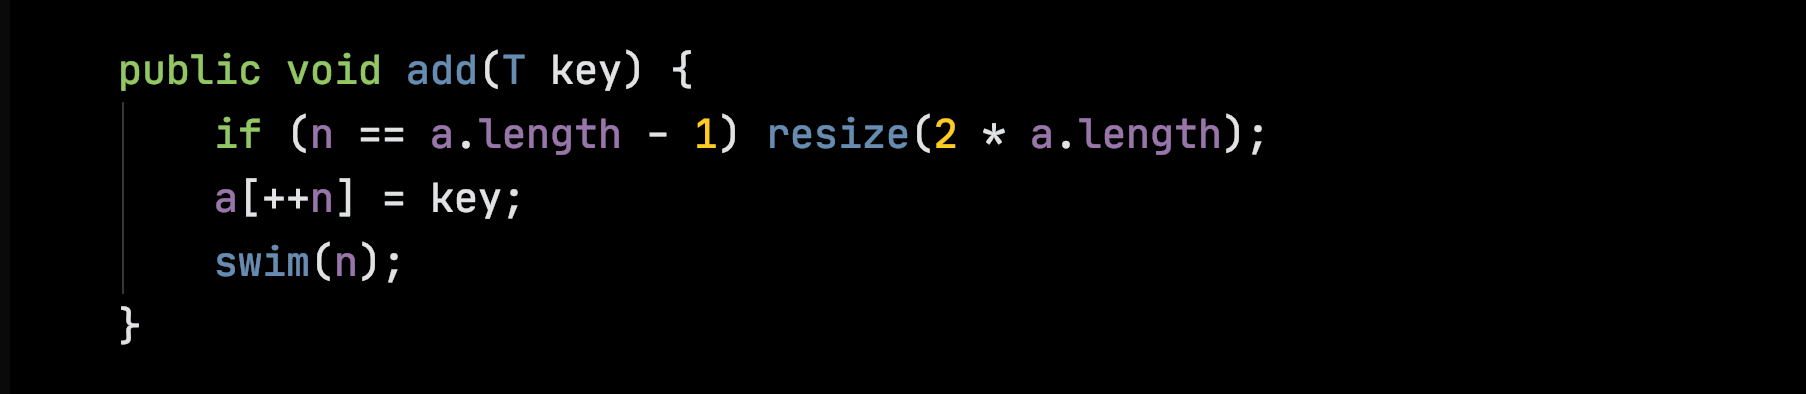 public void add(T key) {
    if (n == a.length - 1) resize(2 * a.length);
    a[++n] = key;
    swim(n);
}